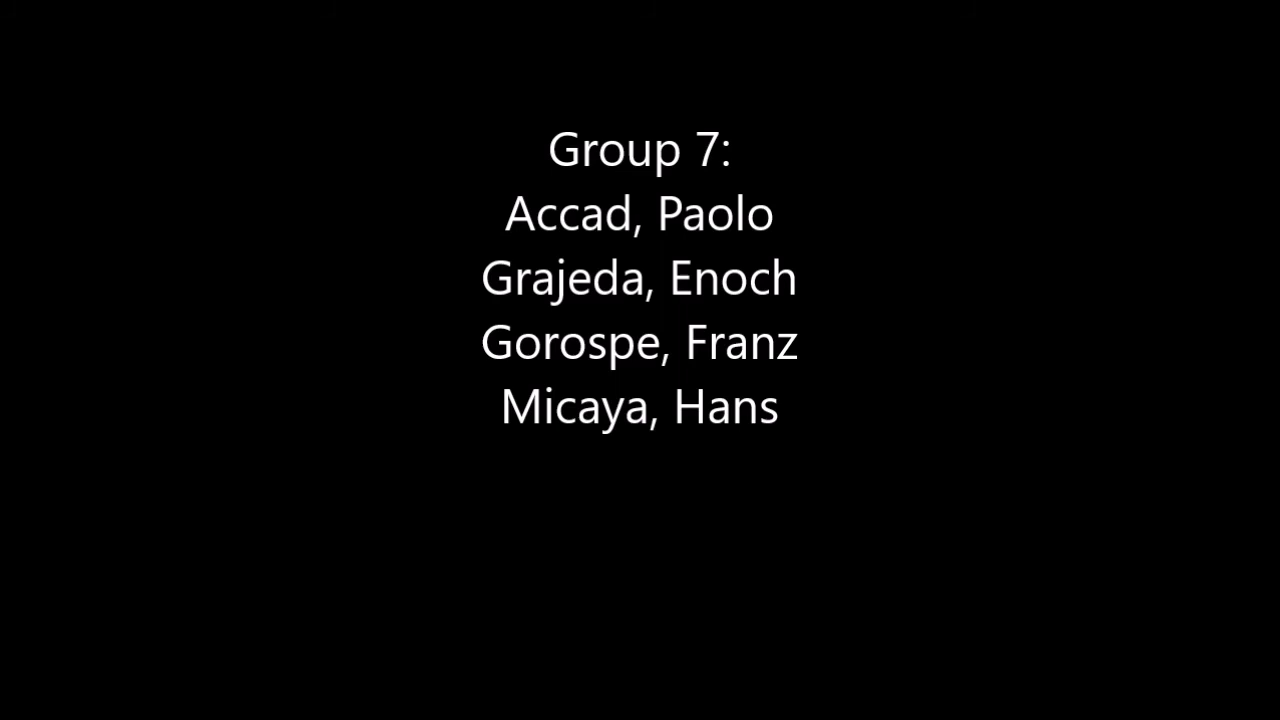 Group 7:
Accad, Paolo
Grajeda, Enoch
Gorospe, Franz
Micaya, Hans